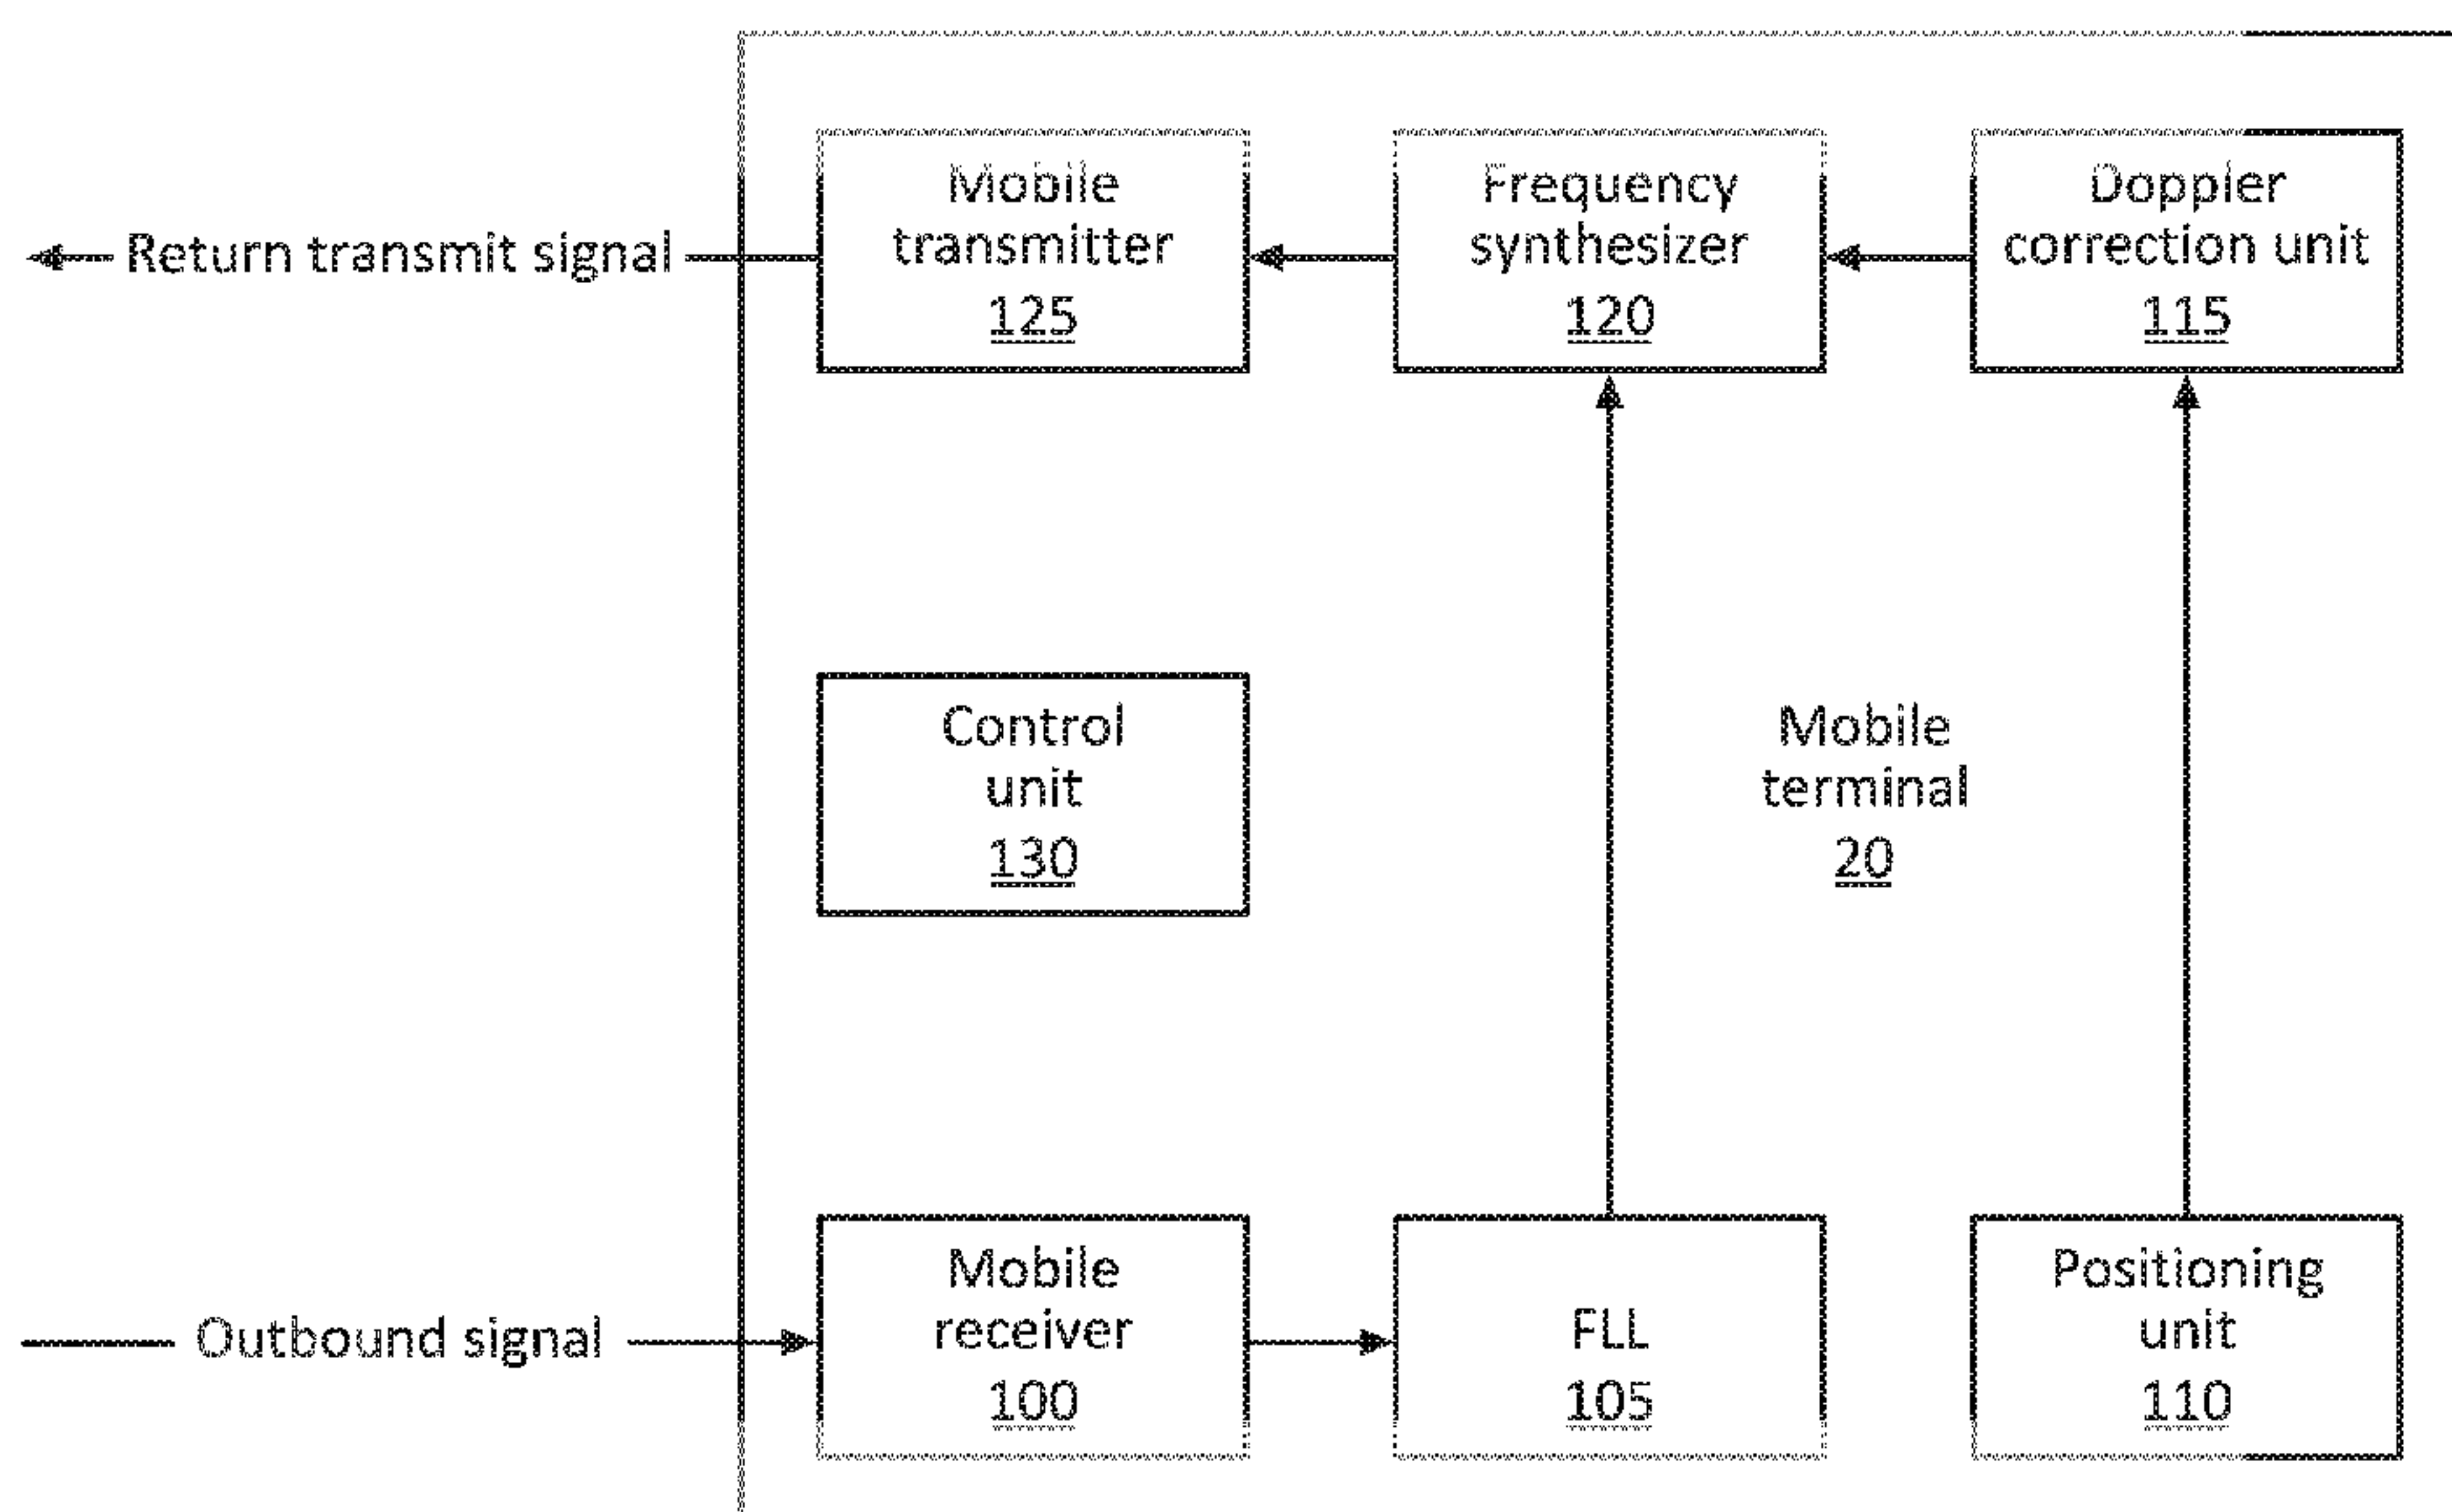 Mobile
transmitter
125
Frequency
synthesizer
120
Doppler
correction unit
115
Return transmit signal
Control
unit
130
Mobile
terminal
20
Outbound signal
Mobile
receiver
100
FLL
105
Positioning
unit
110